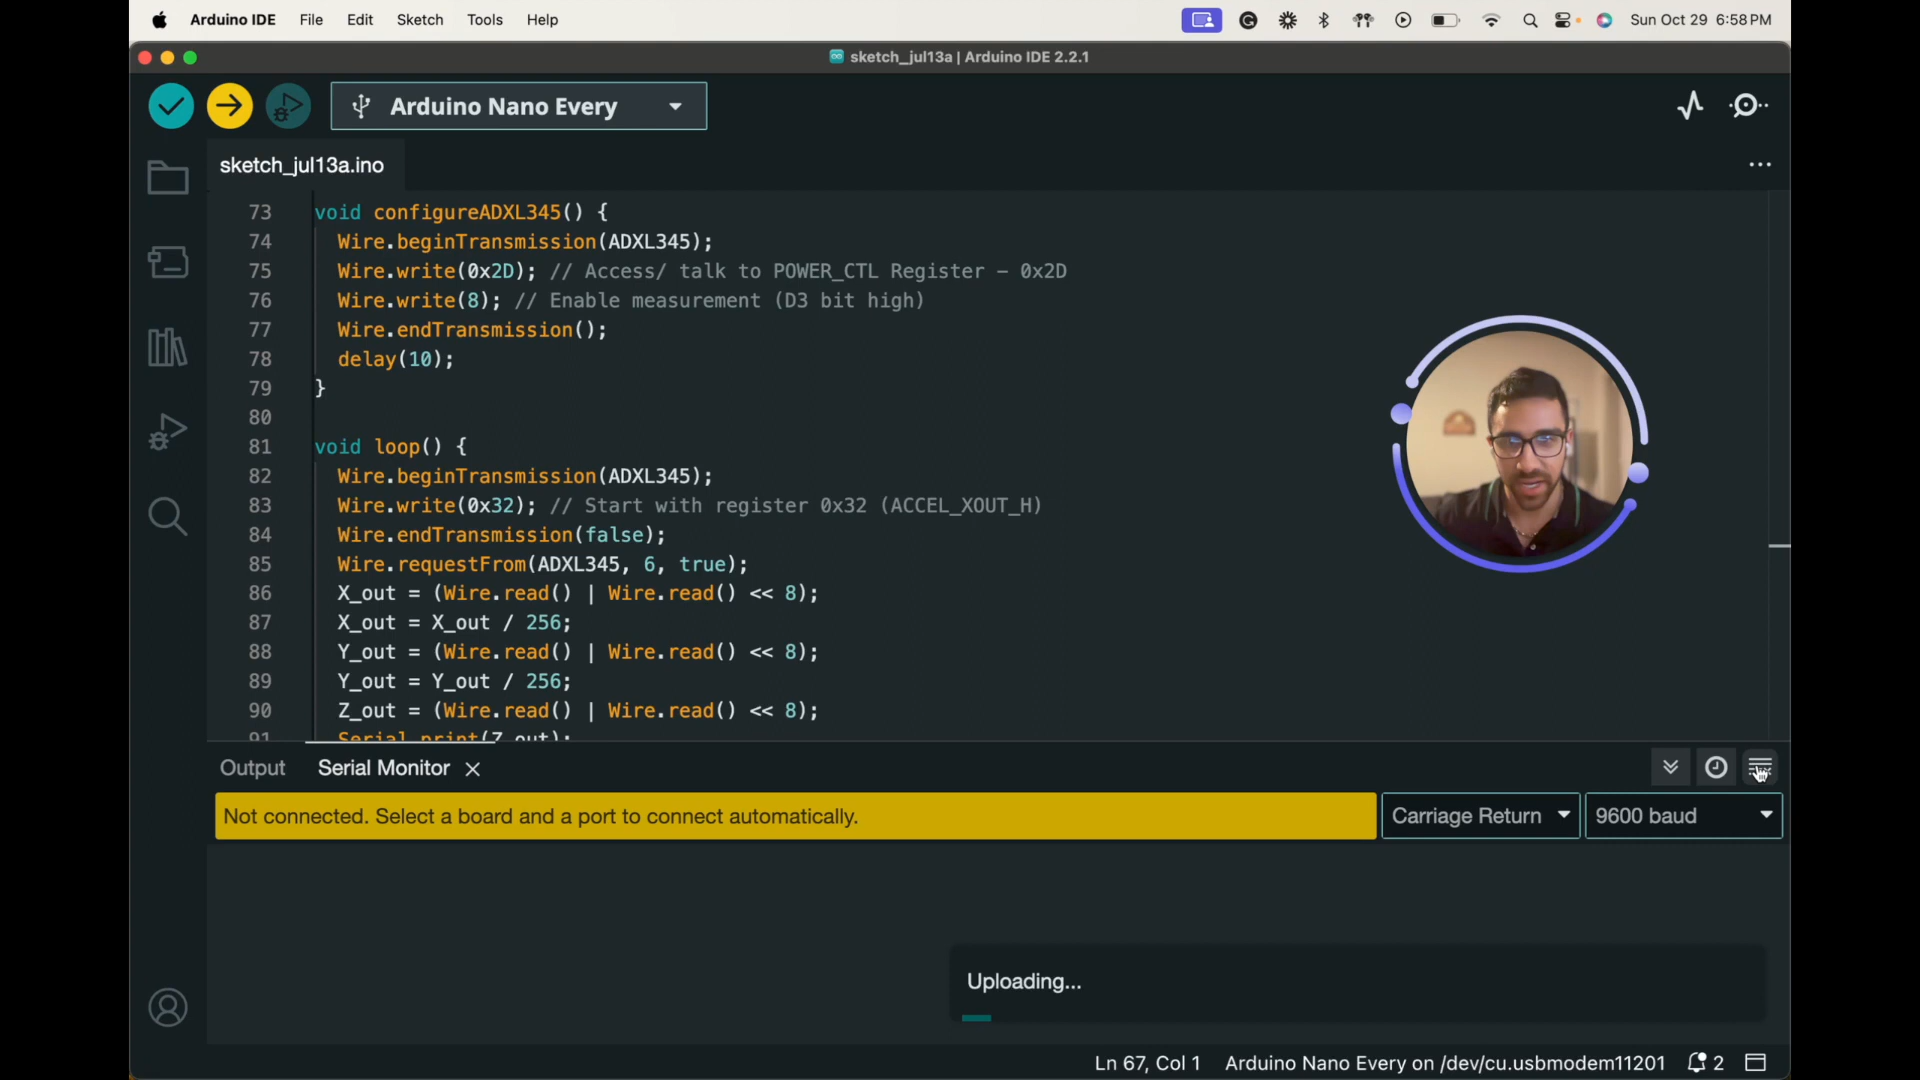 Arduino IDE File Edit Sketch Tools Help Sun Oct 29 6:58 PM
sketch_jul13a | Arduino IDE 2.2.1
Arduino Nano Every
sketch_jul13a.ino
73 void configureADXL345() {
74 Wire.beginTransmission(ADXL345);
75 Wire.write(0x2D); // Access/ talk to POWER_CTL Register - 0x2D
76 Wire.write(8); // Enable measurement (D3 bit high)
77 Wire.endTransmission();
78 delay(10);
79 }
80
81 void loop() {
82 Wire.beginTransmission(ADXL345);
83 Wire.write(0x32); // Start with register 0x32 (ACCEL_XOUT_H)
84 Wire.endTransmission(false);
85 Wire.requestFrom(ADXL345, 6, true);
86 X_out = (Wire.read() | Wire.read() << 8);
87 X_out = X_out / 256;
88 Y_out = (Wire.read() | Wire.read() << 8);
89 Y_out = Y_out / 256;
90 Z_out = (Wire.read() | Wire.read() << 8);
91 Serial.print(Z_out);
Output Serial Monitor
Not connected. Select a board and a port to connect automatically. Carriage Return 9600 baud
Uploading...
Ln 67, Col 1 Arduino Nano Every on /dev/cu.usbmodem11201 2